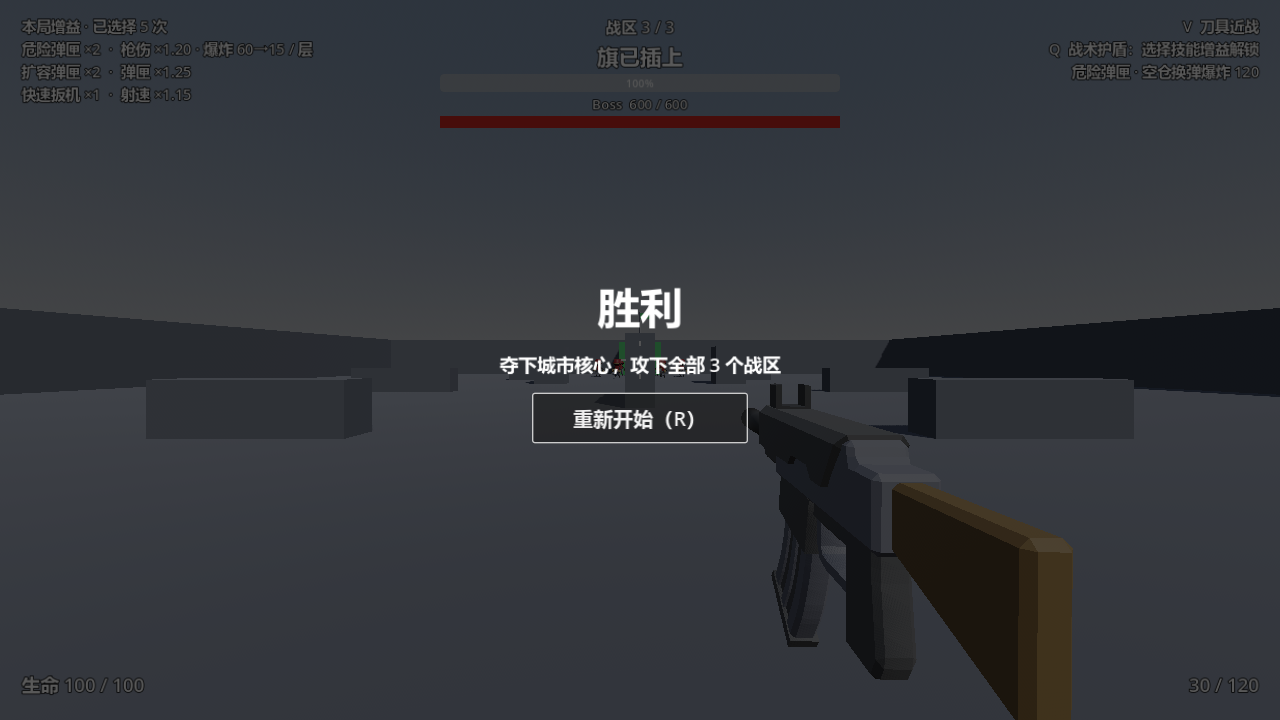 本局增益 · 已选择 5 次
危险弹匣 ×2 · 枪伤 ×1.20 · 爆炸 60→15 / 层
扩容弹匣 ×2 · 弹匣 ×1.25
快速扳机 ×1 · 射速 ×1.15
战区 3 / 3
旗已插上
100%
Boss 600 / 600
V 刀具近战
Q 战术护盾：选择技能增益解锁
危险弹匣 · 空仓换弹爆炸 120
胜利
夺下城市核心，攻下全部 3 个战区
重新开始（R）
生命 100 / 100
30 / 120